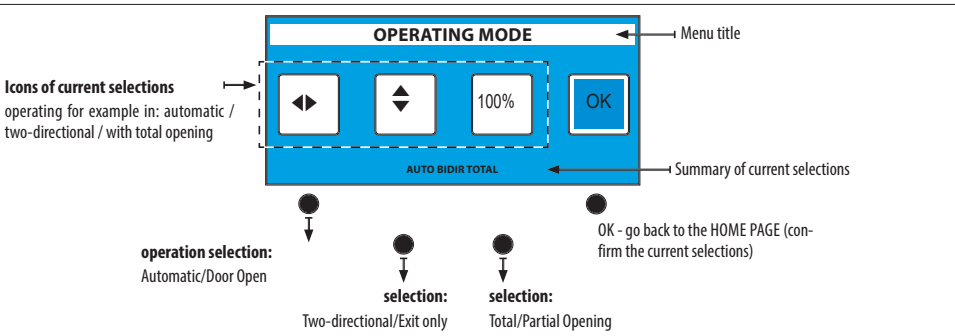 OPERATING MODE
Menu title
Icons of current selections
operating for example in: automatic /
two-directional / with total opening
100%
OK
AUTO BIDIR TOTAL
Summary of current selections
operation selection:
Automatic/Door Open
selection:
Two-directional/Exit only
selection:
Total/Partial Opening
OK - go back to the HOME PAGE (con-
firm the current selections)